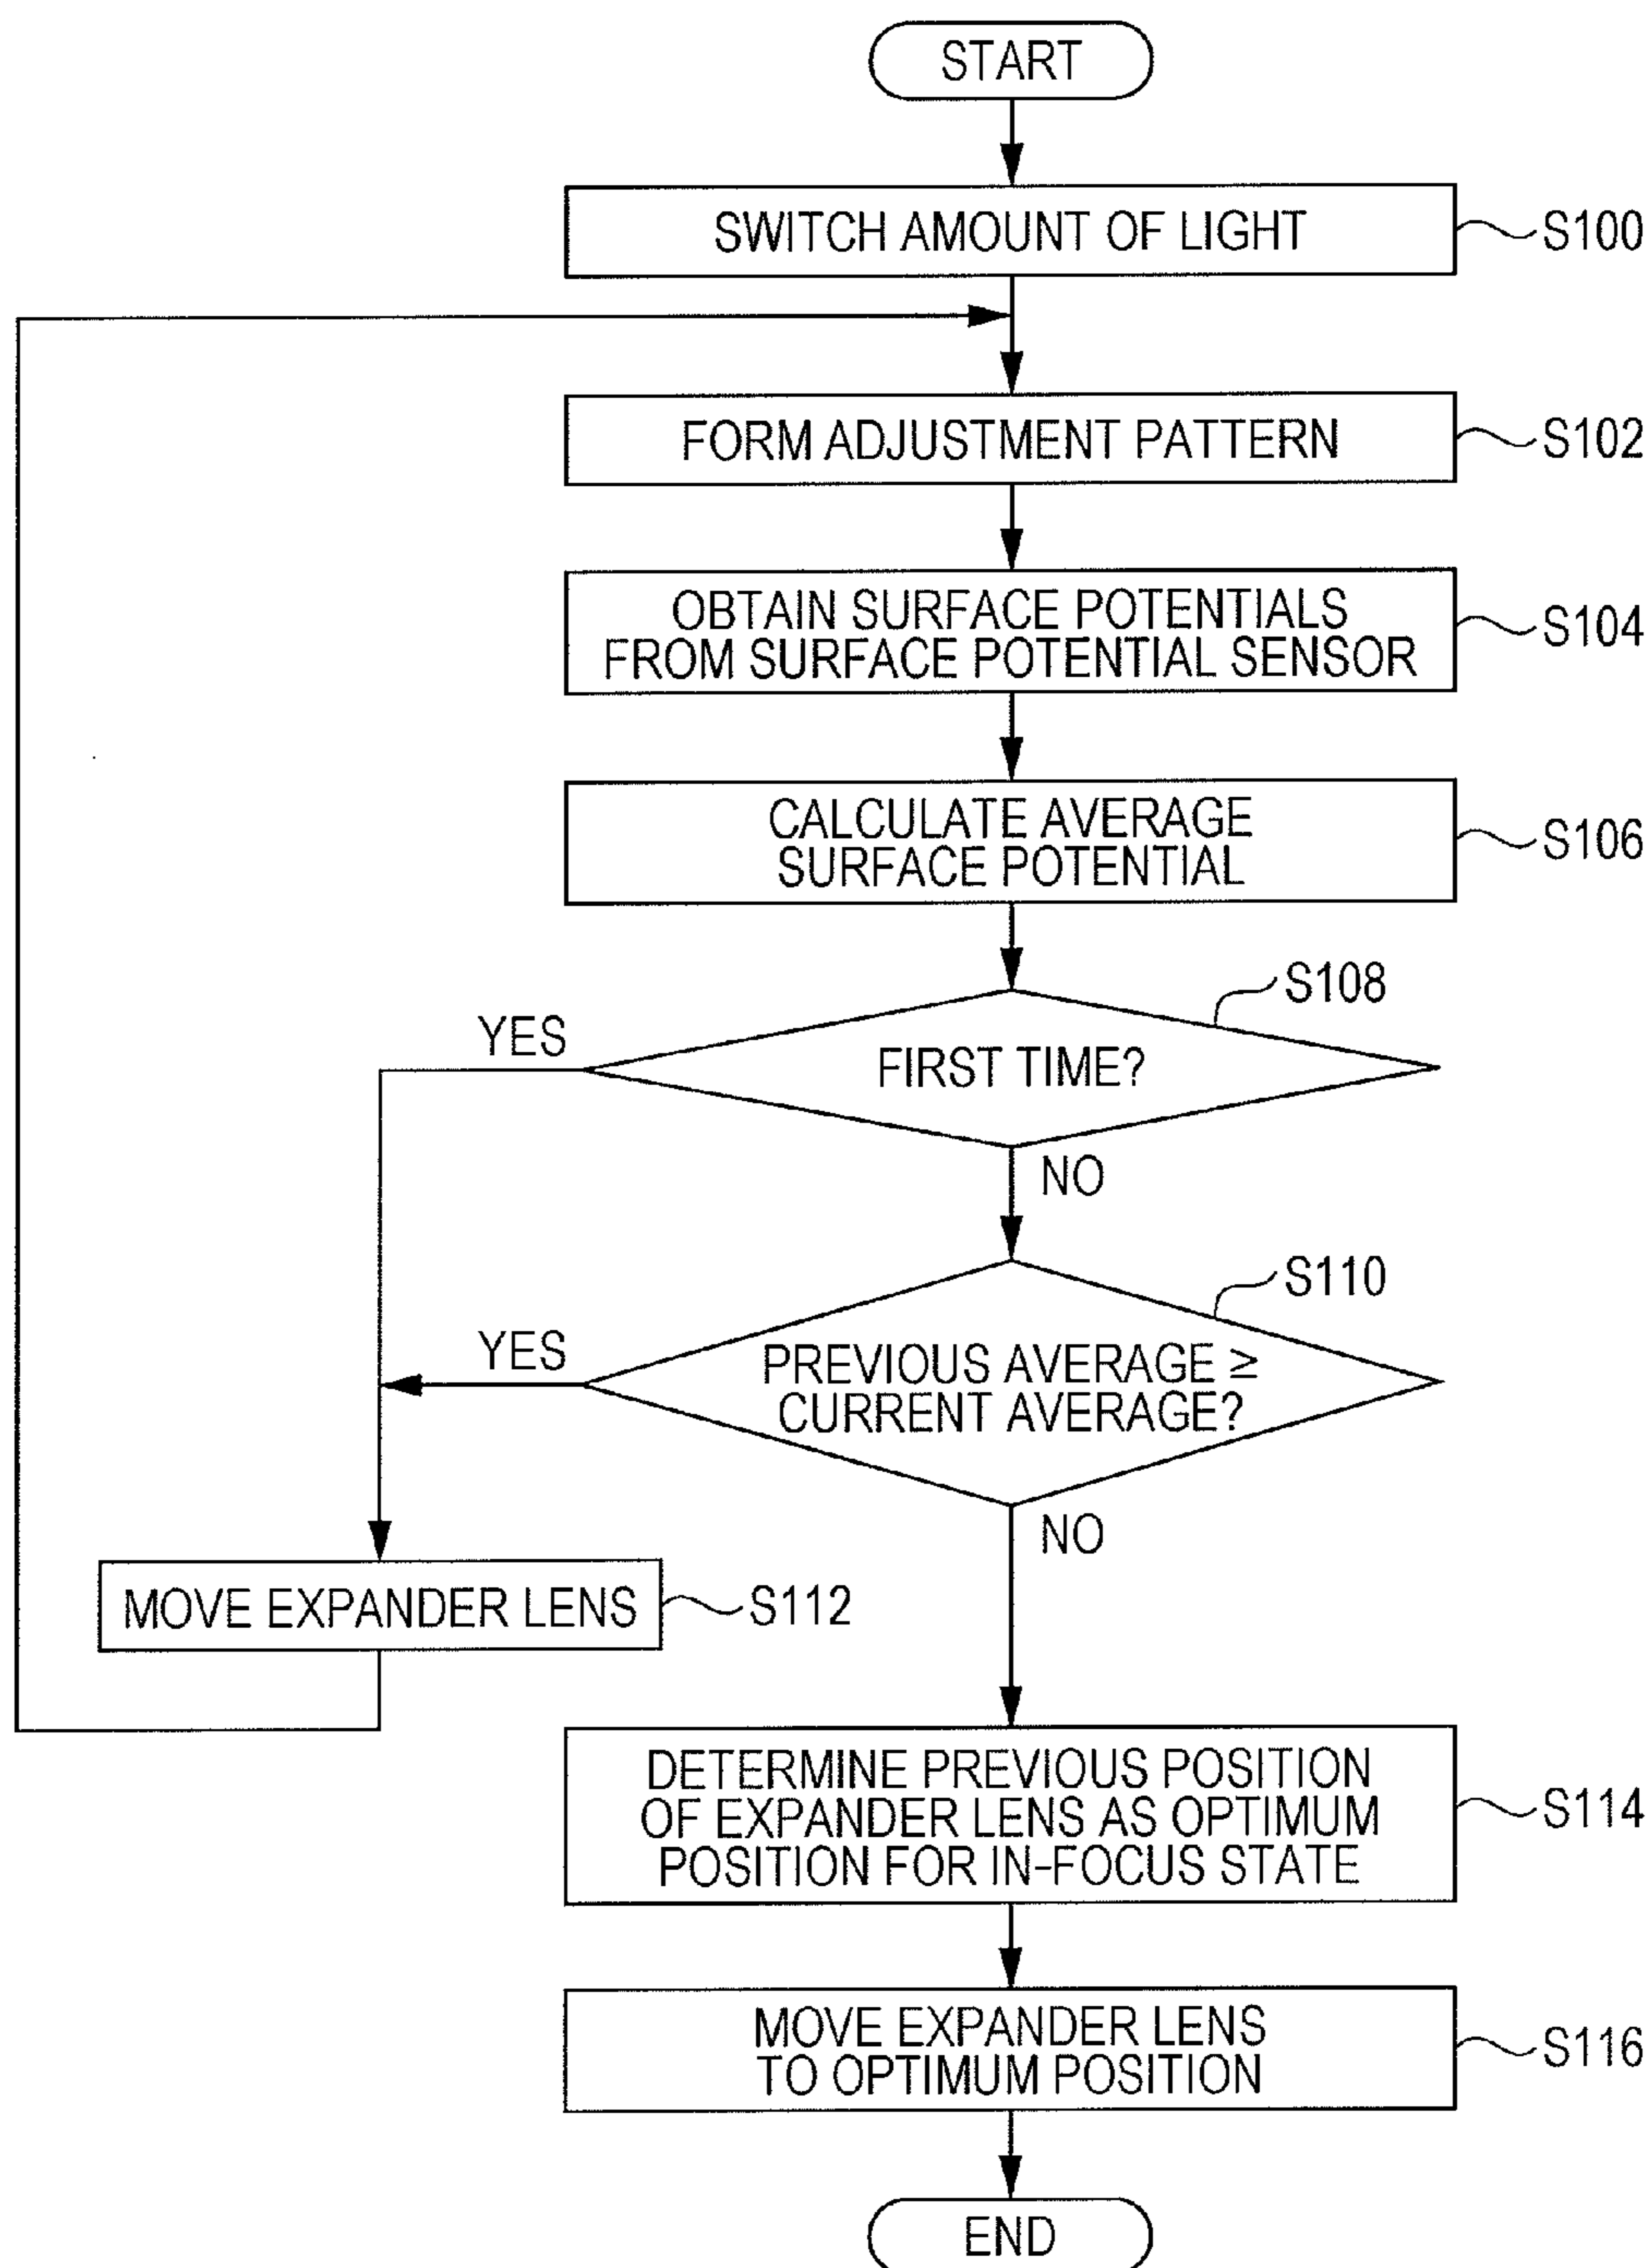 START
SWITCH AMOUNT OF LIGHT
S100
FORM ADJUSTMENT PATTERN
S102
OBTAIN SURFACE POTENTIALS
FROM SURFACE POTENTIAL SENSOR
S104
CALCULATE AVERAGE
SURFACE POTENTIAL
S106
S108
YES
FIRST TIME?
NO
S110
YES
PREVIOUS AVERAGE ≥
CURRENT AVERAGE?
NO
MOVE EXPANDER LENS
S112
DETERMINE PREVIOUS POSITION
OF EXPANDER LENS AS OPTIMUM
POSITION FOR IN-FOCUS STATE
S114
MOVE EXPANDER LENS
TO OPTIMUM POSITION
S116
END